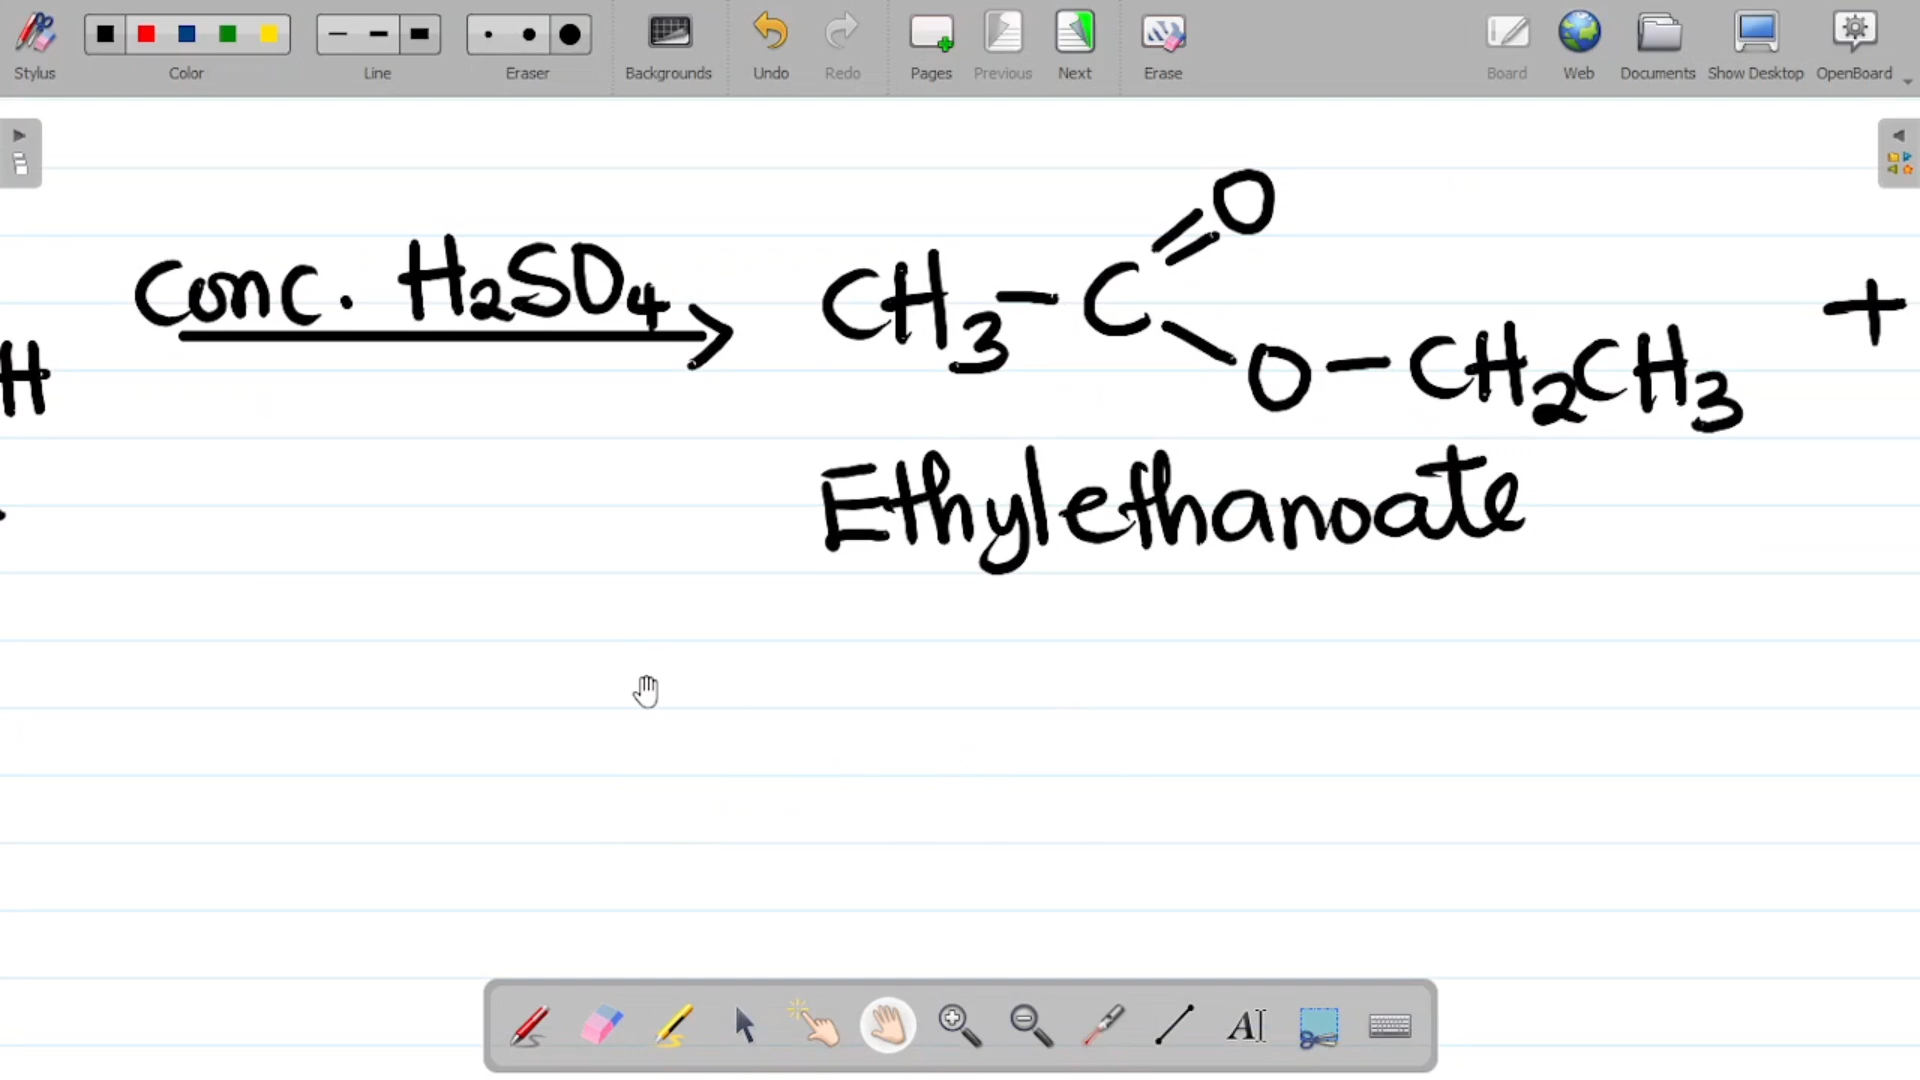 Stylus Color Line Eraser Backgrounds Undo Redo Pages Previous Next Erase Board Web Documents Show Desktop OpenBoard
O
Conc. H2SO4 CH3-C +
H O-CH2CH3
Ethylethanoate
AI